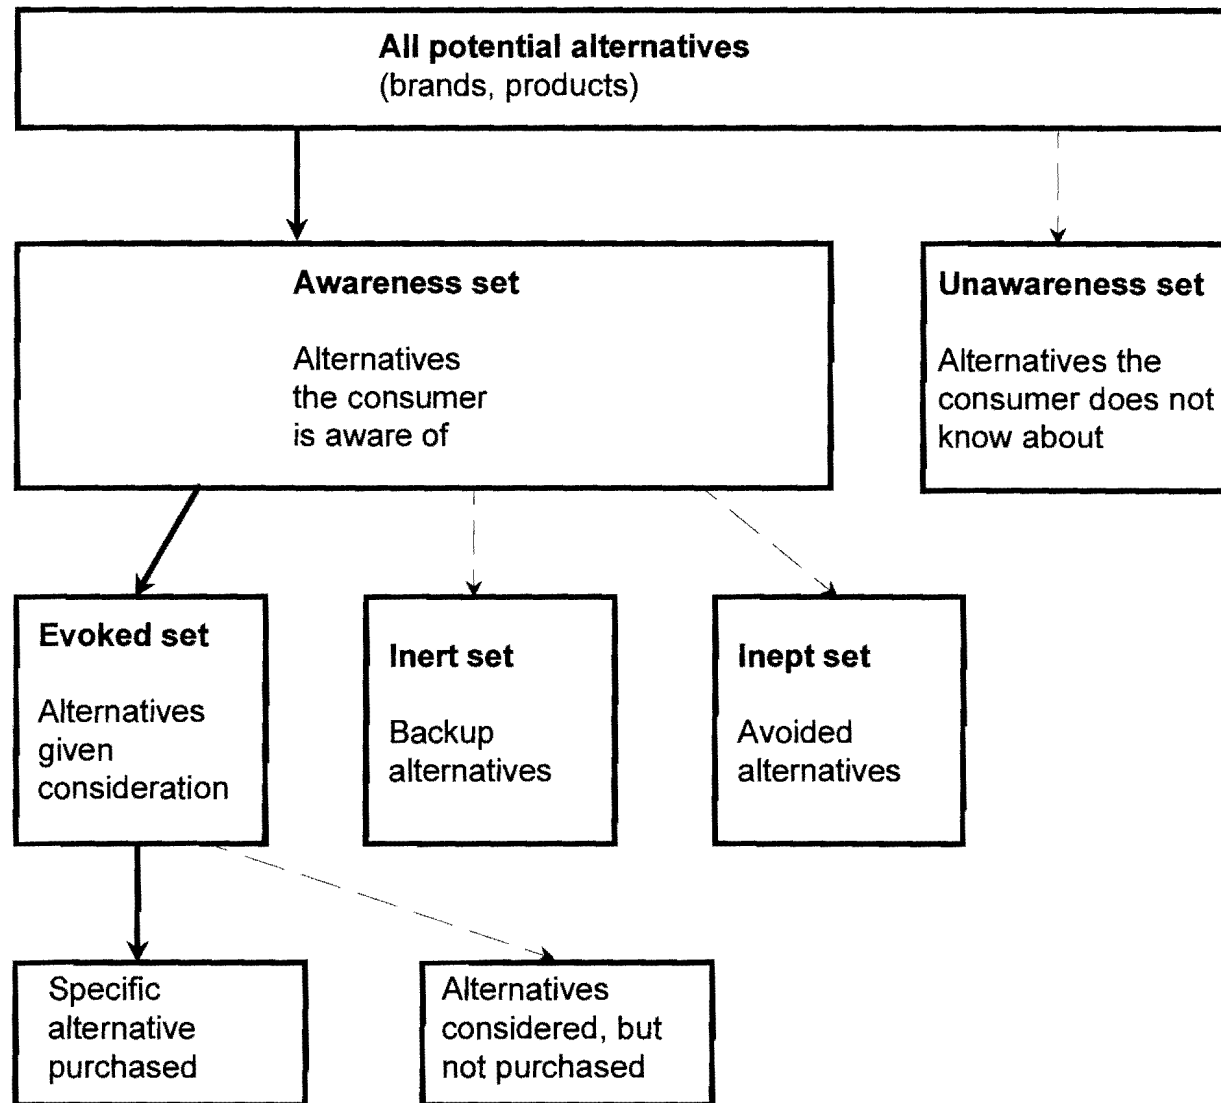 All potential alternatives
(brands, products)
Awareness set
Alternatives
the consumer
is aware of
Unawareness set
Alternatives the
consumer does not
know about
Evoked set
Alternatives
given
consideration
Inert set
Backup
alternatives
Inept set
Avoided
alternatives
Specific
alternative
purchased
Alternatives
considered, but
not purchased